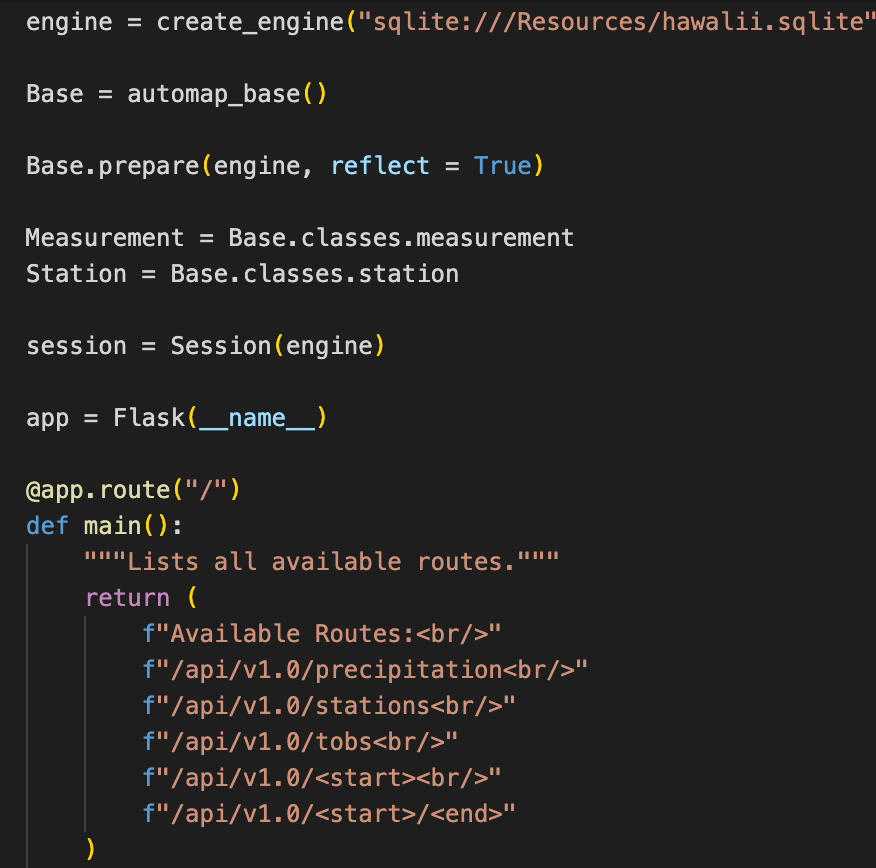 engine = create_engine("sqlite:///Resources/hawalii.sqlite"
Base = automap_base()
Base.prepare(engine, reflect = True)
Measurement = Base.classes.measurement
Station = Base.classes.station
session = Session(engine)
app = Flask(__name__)
@app.route("/")
def main():
    """Lists all available routes."""
    return (
        f"Available Routes:<br/>"
        f"/api/v1.0/precipitation<br/>"
        f"/api/v1.0/stations<br/>"
        f"/api/v1.0/tobs<br/>"
        f"/api/v1.0/<start><br/>"
        f"/api/v1.0/<start>/<end>"
    )